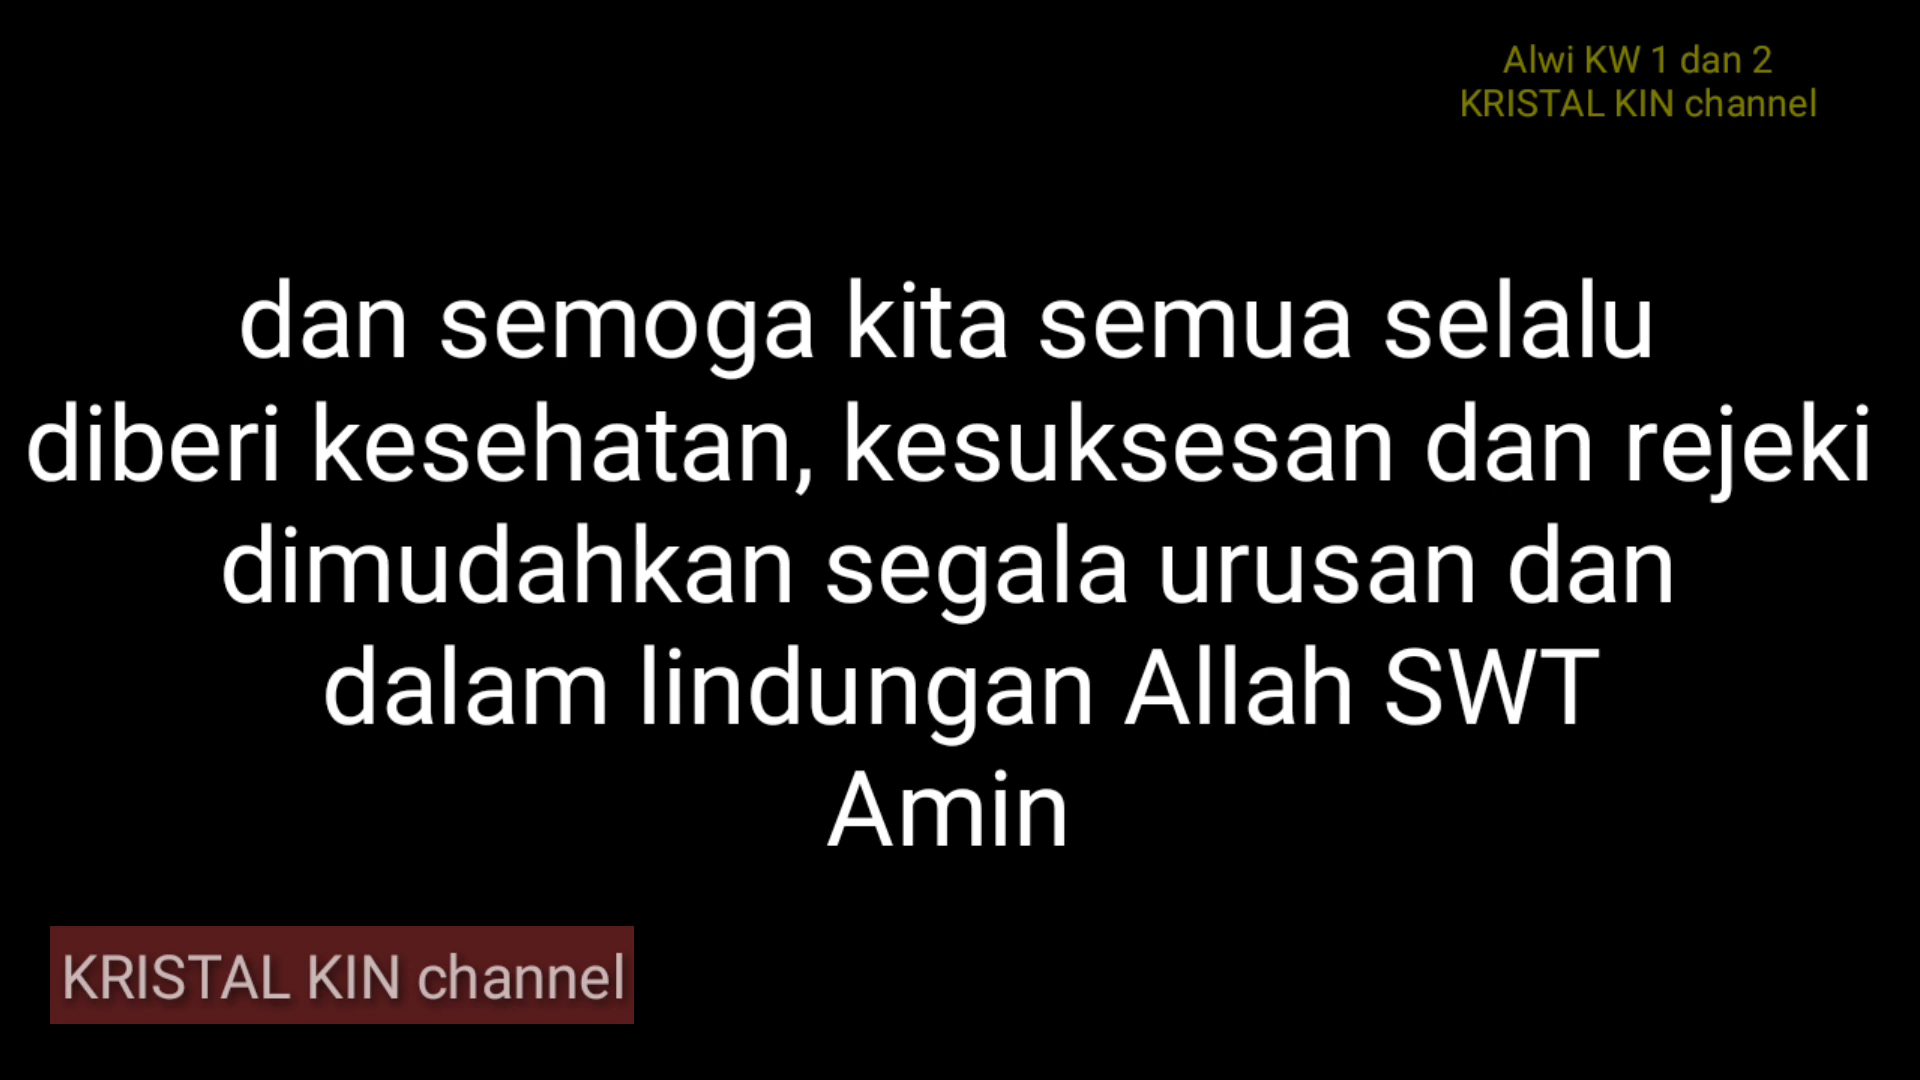 Alwi KW 1 dan 2
KRISTAL KIN channel
dan semoga kita semua selalu
diberi kesehatan, kesuksesan dan rejeki
dimudahkan segala urusan dan
dalam lindungan Allah SWT
Amin
KRISTAL KIN channel